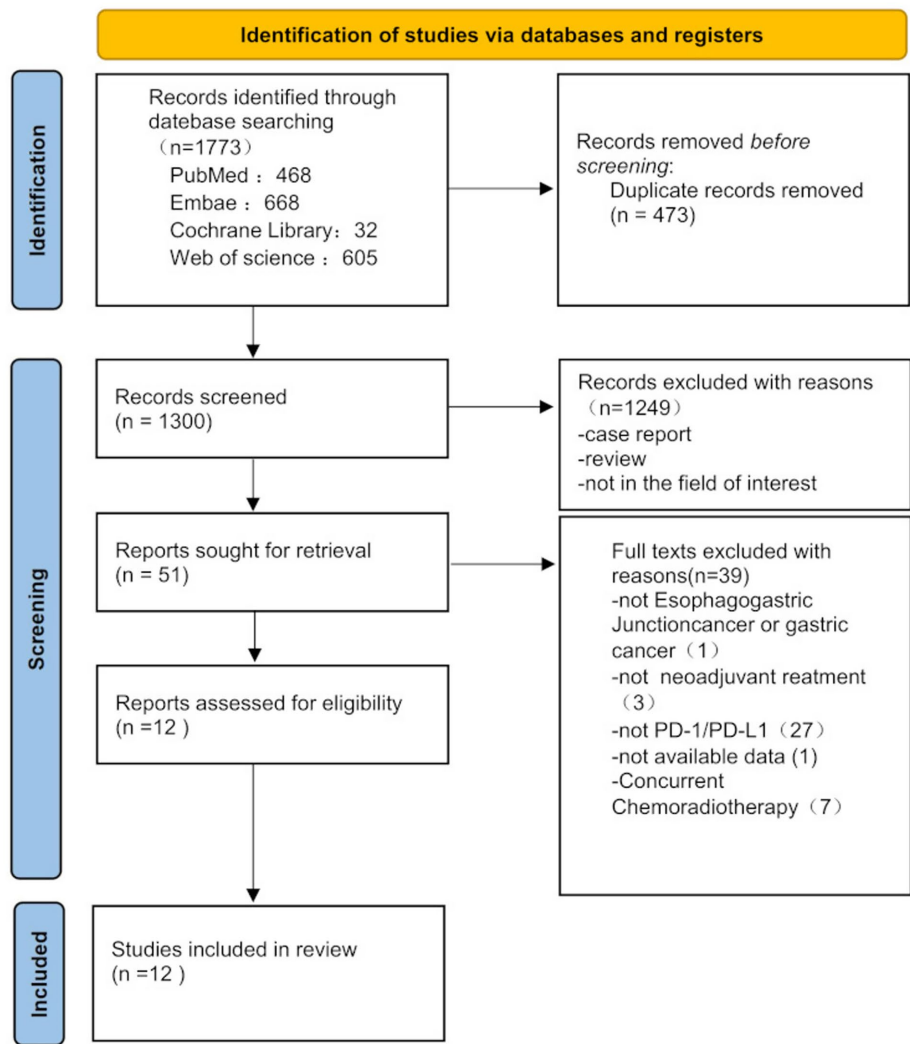 Identification of studies via databases and registers
Identification
Records identified through
datebase searching
（n=1773）
PubMed： 468
Embae： 668
Cochrane Library： 32
Web of science： 605
Records removed before
screening:
Duplicate records removed
(n = 473)
Screening
Records screened
(n = 1300)
Records excluded with reasons
（n=1249）
-case report
-review
-not in the field of interest
Reports sought for retrieval
(n = 51)
Full texts excluded with
reasons(n=39)
-not Esophagogastric
Junctioncancer or gastric
cancer（1）
-not neoadjuvant reatment
（3）
-not PD-1/PD-L1（27）
-not available data (1)
-Concurrent
Chemoradiotherapy（7）
Reports assessed for eligibility
(n =12 )
Included
Studies included in review
(n =12 )